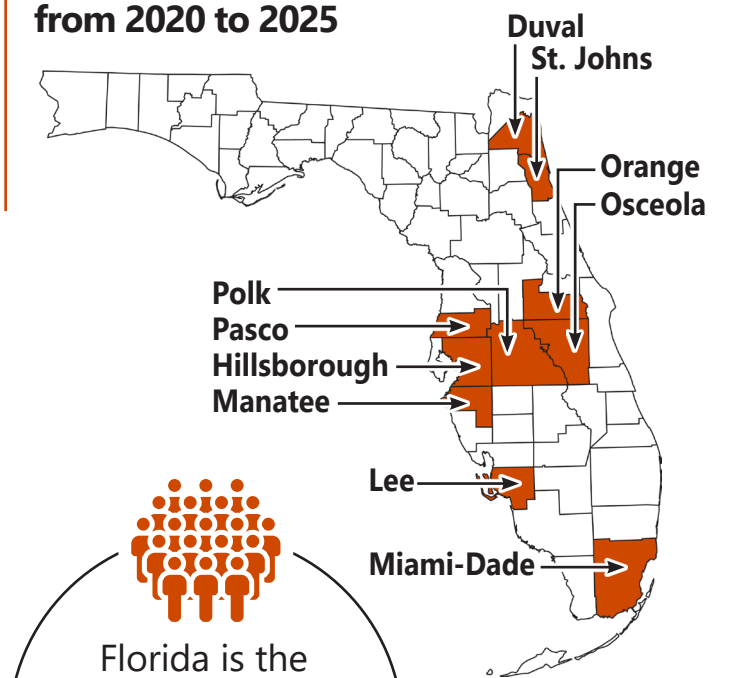 from 2020 to 2025
Duval
St. Johns
Orange
Osceola
Polk
Pasco
Hillsborough
Manatee
Lee
Miami-Dade
Florida is the